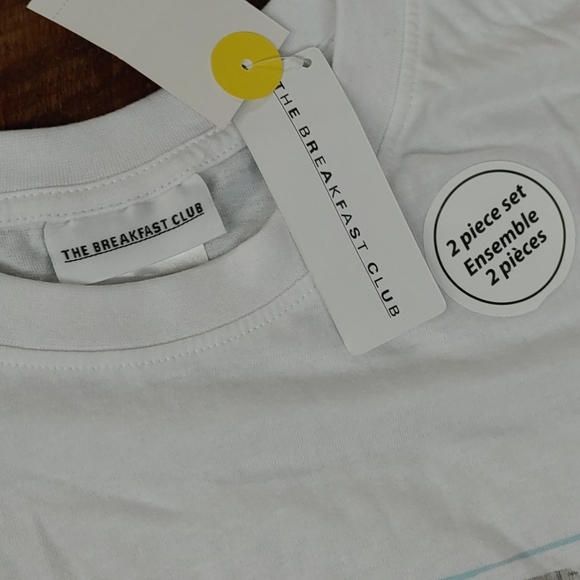 THE BREAKFAST CLUB
THE BREAKFAST CLUB
2 piece set
Ensemble
2 pièces